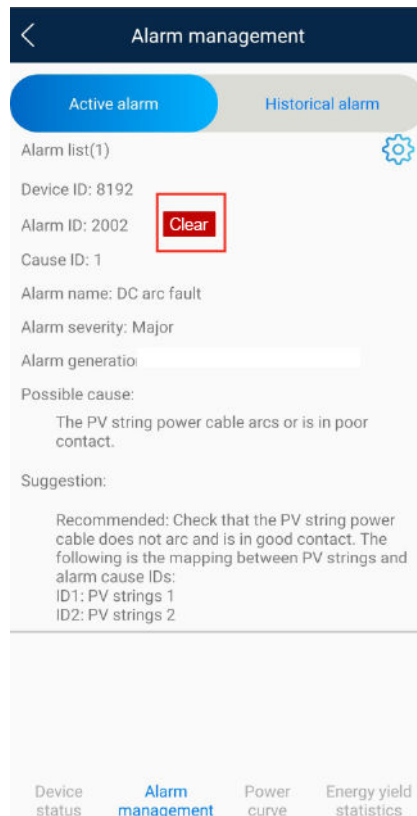 Alarm management
Active alarm
Historical alarm
Alarm list(1)
Device ID: 8192
Alarm ID: 2002
Clear
Cause ID: 1
Alarm name: DC arc fault
Alarm severity: Major
Alarm generatio
Possible cause:
The PV string power cable arcs or is in poor
contact.
Suggestion:
Recommended: Check that the PV string power
cable does not arc and is in good contact. The
following is the mapping between PV strings and
alarm cause IDs:
ID1: PV strings 1
ID2: PV strings 2
Device
status
Alarm
management
Power
curve
Energy yield
statistics